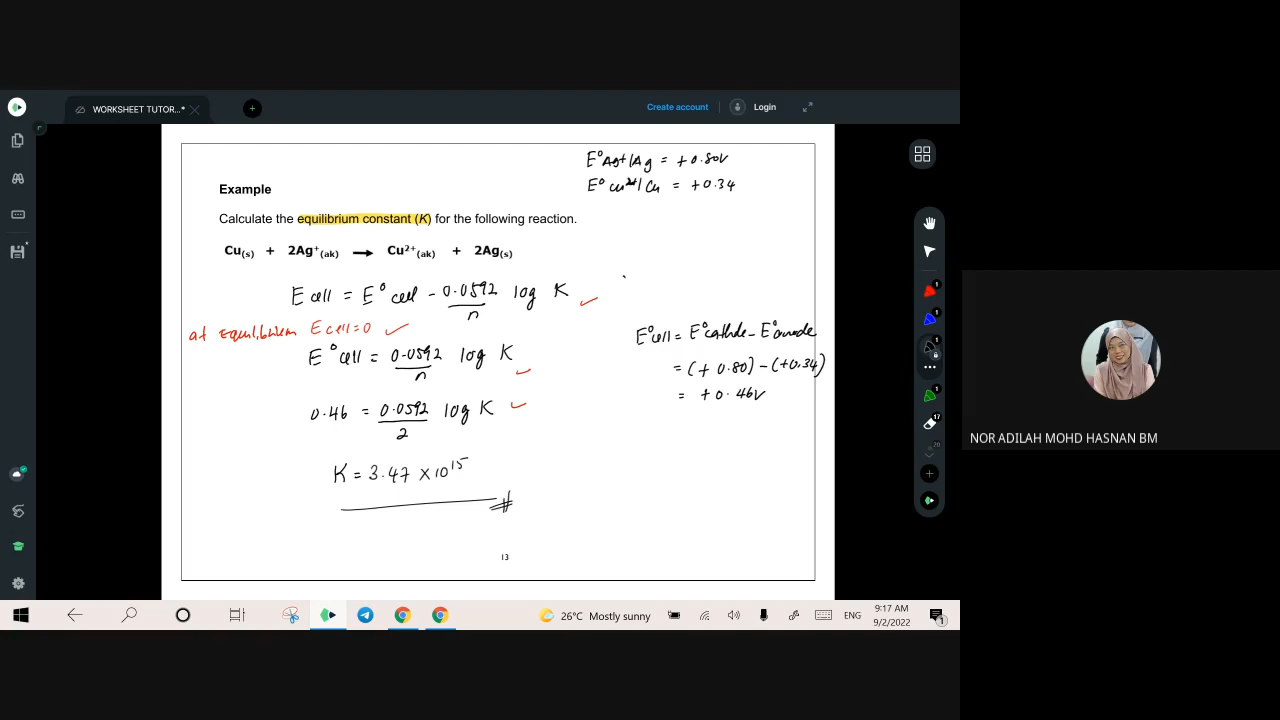 WORKSHEET TUTOR...*
Create account
Login
E°Ag+/Ag = +0.80V
E°Cu2+/Cu = +0.34
Example
Calculate the equilibrium constant (K) for the following reaction.
Cu(s) + 2Ag+(ak) → Cu2+(ak) + 2Ag(s)
E cell = E°cell - 0.0592/n log K
at equilibrium E cell = 0
E°cell = 0.0592/n log K
0.46 = 0.0592/2 log K
K = 3.47 x 10^15
E°cell = E°cathode - E°anode
= (+0.80) - (+0.34)
= +0.46V
13
NOR ADILAH MOHD HASNAN BM
26°C Mostly sunny
ENG
9:17 AM
9/2/2022